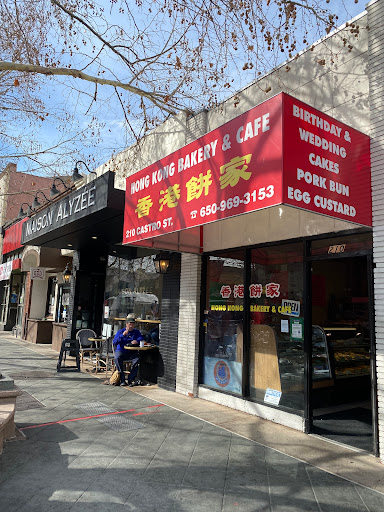 MAISON ALYZÉE
HONG KONG BAKERY & CAFE
香港餅家
210 CASTRO ST.
650-969-3153
BIRTHDAY &
WEDDING
CAKES
PORK BUN
EGG CUSTARD
210
香港餅家
HONG KONG BAKERY & CAFE